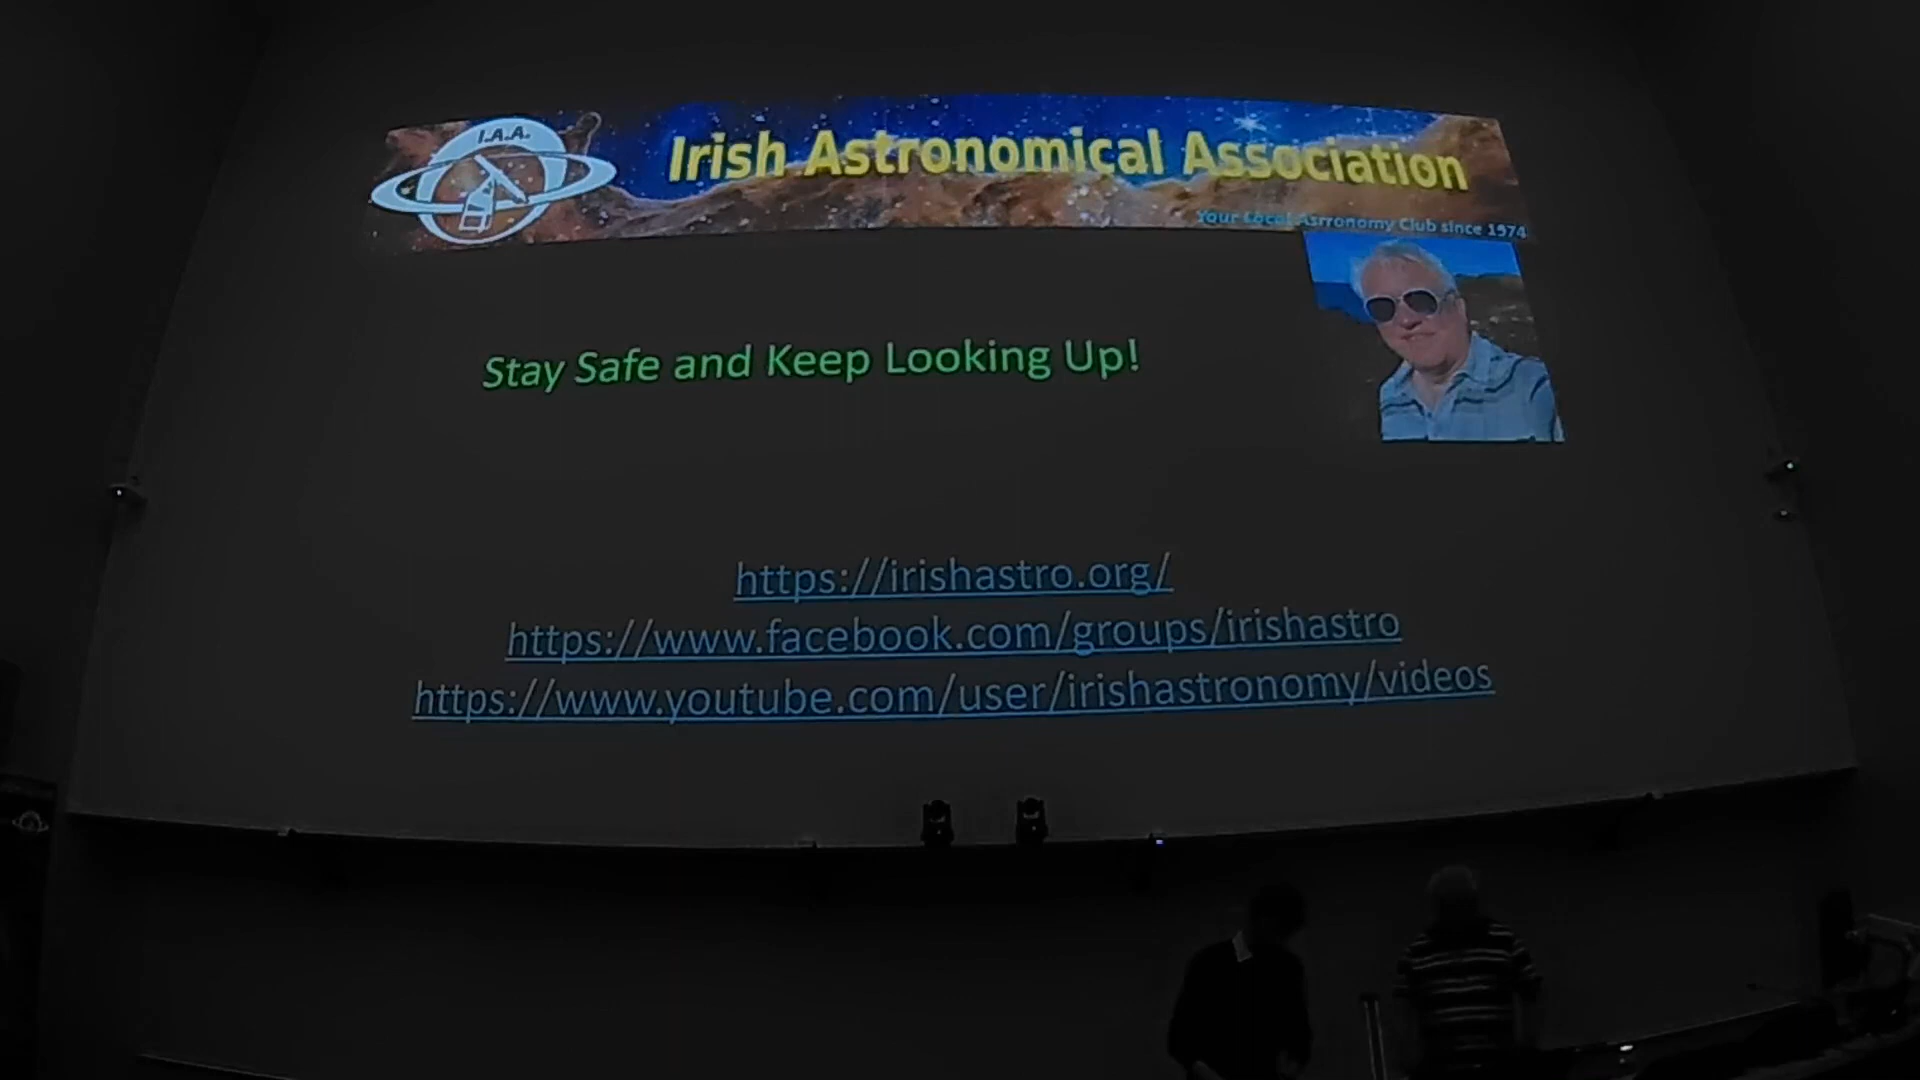 I.A.A.
Irish Astronomical Association
Your Local Astronomy Club since 1974
Stay Safe and Keep Looking Up!
https://irishastro.org/
https://www.facebook.com/groups/irishastro
https://www.youtube.com/user/irishastronomy/videos